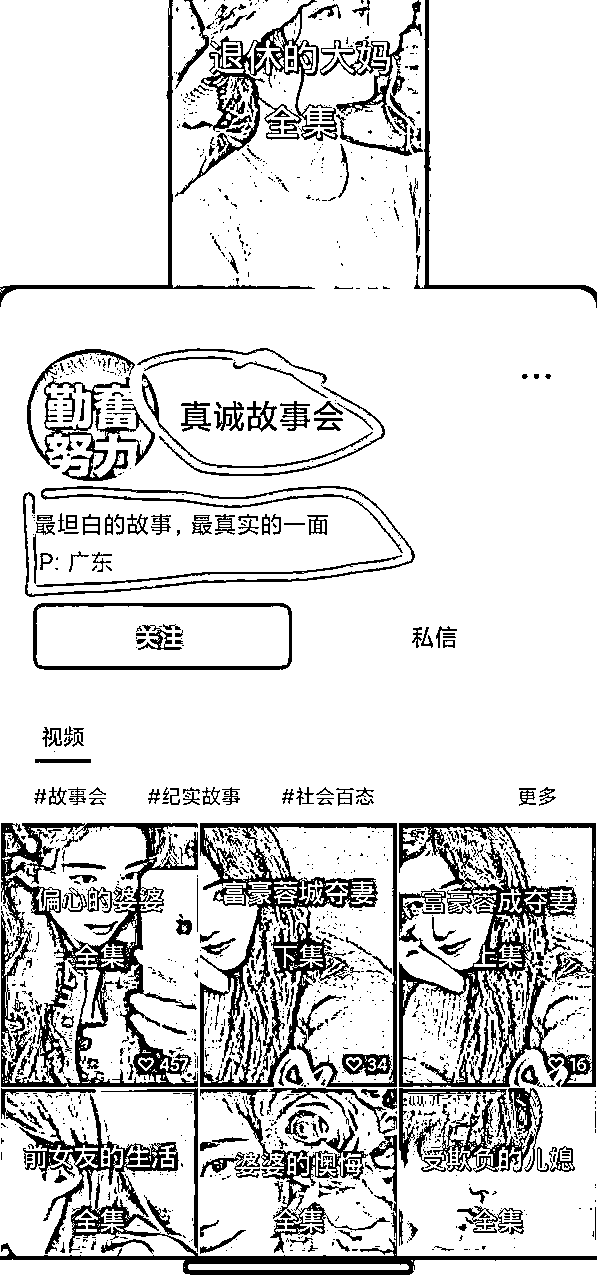 退休的大妈
全集
勤奋
努力
真诚故事会
最坦白的故事，最真实的一面
IP: 广东
关注
私信
视频
#故事会
#纪实故事
#社会百态
更多
偏心的婆婆
全集
457
富豪蓉城夺妻
下集
34
富豪蓉成夺妻
上集
16
前女友的生活
全集
婆婆的懊悔
全集
受欺负的儿媳
全集